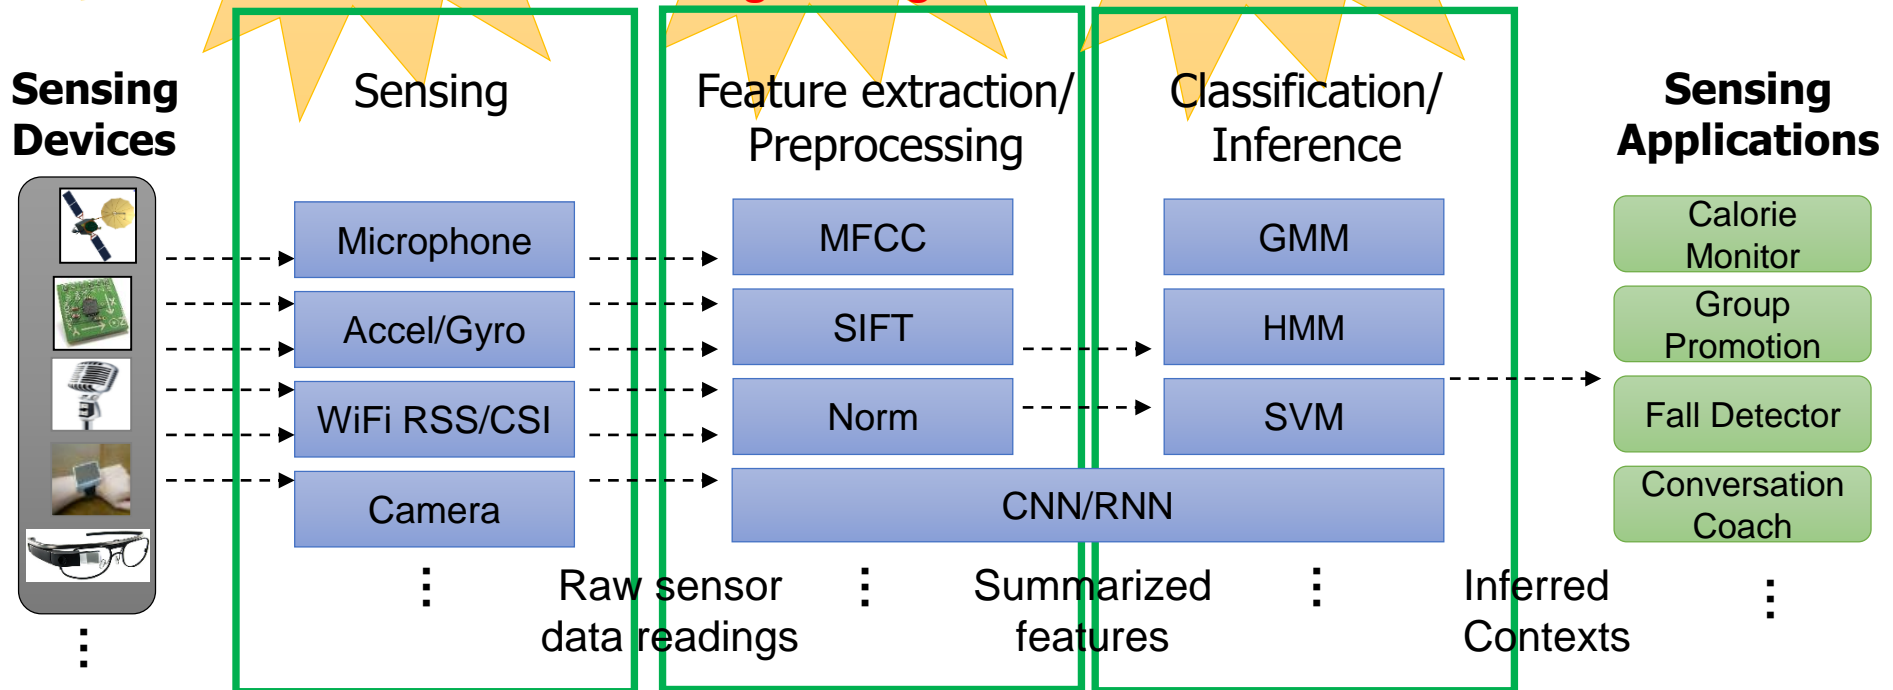 Sensing
Devices
Sensing
Microphone
Accel/Gyro
WiFi RSS/CSI
Camera
⋮
Raw sensor
data readings
Feature extraction/
Preprocessing
MFCC
SIFT
Norm
CNN/RNN
⋮
Summarized
features
Classification/
Inference
GMM
HMM
SVM
⋮
Inferred
Contexts
Sensing
Applications
Calorie
Monitor
Group
Promotion
Fall Detector
Conversation
Coach
⋮
⋮